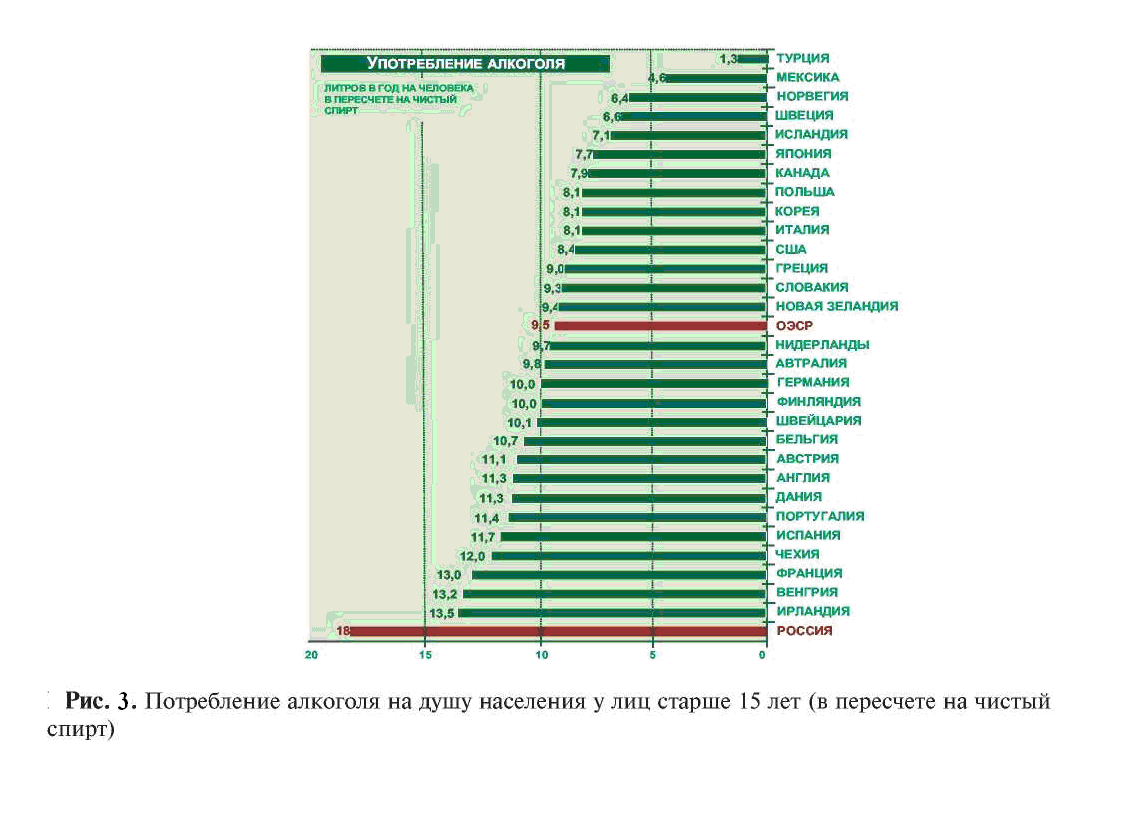 УПОТРЕБЛЕНИЕ АЛКОГОЛЯ
ЛИТРОВ В ГОД НА ЧЕЛОВЕКА
В ПЕРЕСЧЕТЕ НА ЧИСТЫЙ
СПИРТ
1,3 ТУРЦИЯ
4,6 МЕКСИКА
6,4 НОРВЕГИЯ
6,6 ШВЕЦИЯ
7,1 ИСЛАНДИЯ
7,7 ЯПОНИЯ
7,9 КАНАДА
8,1 ПОЛЬША
8,1 КОРЕЯ
8,1 ИТАЛИЯ
8,4 США
9,0 ГРЕЦИЯ
9,3 СЛОВАКИЯ
9,4 НОВАЯ ЗЕЛАНДИЯ
9,5 ОЭСР
9,7 НИДЕРЛАНДЫ
9,8 АВТРАЛИЯ
10,0 ГЕРМАНИЯ
10,0 ФИНЛЯНДИЯ
10,1 ШВЕЙЦАРИЯ
10,7 БЕЛЬГИЯ
11,1 АВСТРИЯ
11,3 АНГЛИЯ
11,3 ДАНИЯ
11,4 ПОРТУГАЛИЯ
11,7 ИСПАНИЯ
12,0 ЧЕХИЯ
13,0 ФРАНЦИЯ
13,2 ВЕНГРИЯ
13,5 ИРЛАНДИЯ
18 РОССИЯ
20 15 10 5 0
Рис. 3. Потребление алкоголя на душу населения у лиц старше 15 лет (в пересчете на чистый
спирт)